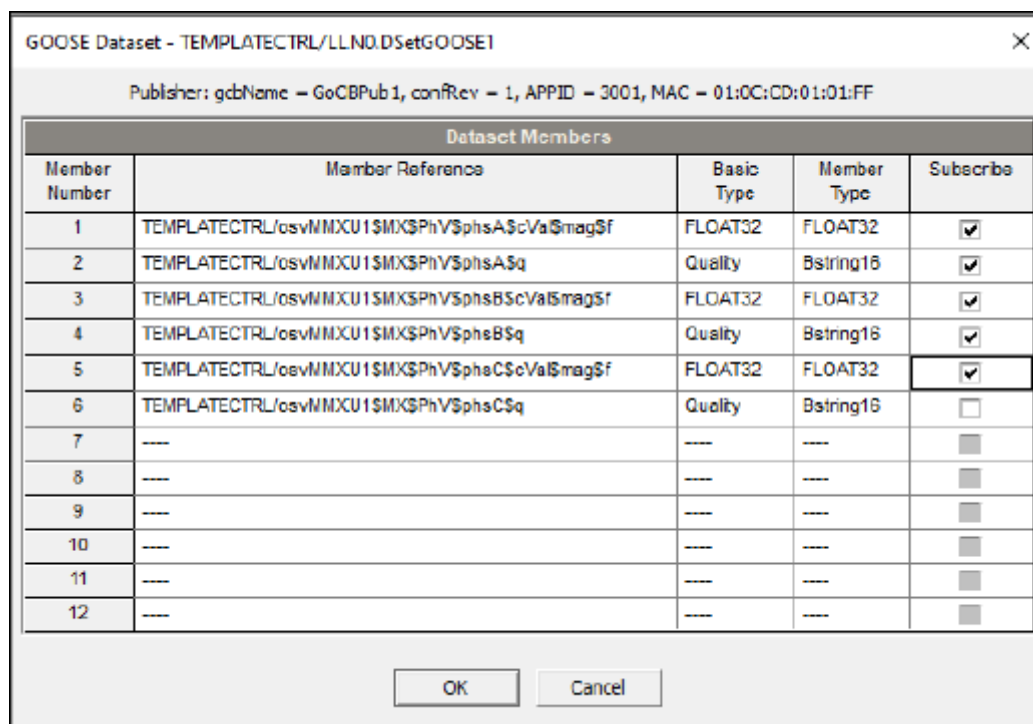 GOOSE Dataset - TEMPLATECTRL/LLN0.DSetGOOSE1
Publisher: gcbName = GoCBPub1, confRev = 1, APPID = 3001, MAC = 01:0C:CD:01:01:FF
Dataset Members
Member Number Member Reference Basic Type Member Type Subscribe
1 TEMPLATECTRL/osvMMXU1$MX$PhV$phsA$cVal$mag$f FLOAT32 FLOAT32
2 TEMPLATECTRL/osvMMXU1$MX$PhV$phsA$q Quality Bstring16
3 TEMPLATECTRL/osvMMXU1$MX$PhV$phsB$cVal$mag$f FLOAT32 FLOAT32
4 TEMPLATECTRL/osvMMXU1$MX$PhV$phsB$q Quality Bstring16
5 TEMPLATECTRL/osvMMXU1$MX$PhV$phsC$cVal$mag$f FLOAT32 FLOAT32
6 TEMPLATECTRL/osvMMXU1$MX$PhV$phsC$q Quality Bstring16
7 ---- ---- ----
8 ---- ---- ----
9 ---- ---- ----
10 ---- ---- ----
11 ---- ---- ----
12 ---- ---- ----
OK Cancel